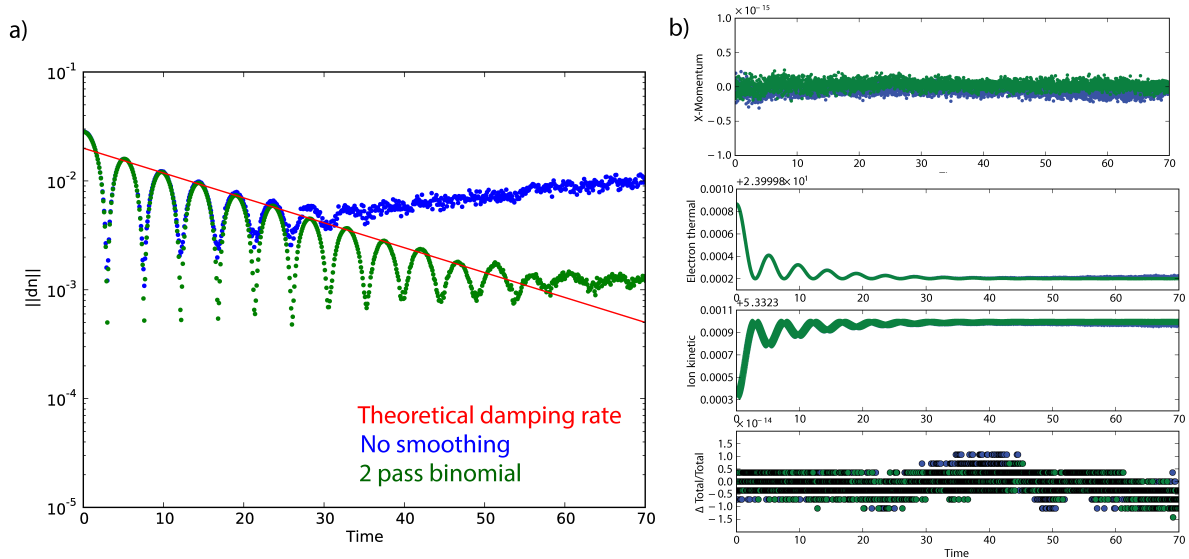 a)
10⁻¹
10⁻²
10⁻³
10⁻⁴
10⁻⁵
||dn||
0 10 20 30 40 50 60 70
Time
Theoretical damping rate
No smoothing
2 pass binomial
b)
×10⁻¹⁵
1.0
0.5
0.0
−0.5
−1.0
X-Momentum
0 10 20 30 40 50 60 70
+2.39998×10¹
0.0010
0.0008
0.0006
0.0004
0.0002
Electron thermal
0 10 20 30 40 50 60 70
+5.3323
0.0011
0.0009
0.0007
0.0005
0.0003
Ion kinetic
0 10 20 30 40 50 60 70
×10⁻¹⁴
1.5
1.0
0.5
0.0
−0.5
−1.0
−1.5
Δ Total/Total
0 10 20 30 40 50 60 70
Time